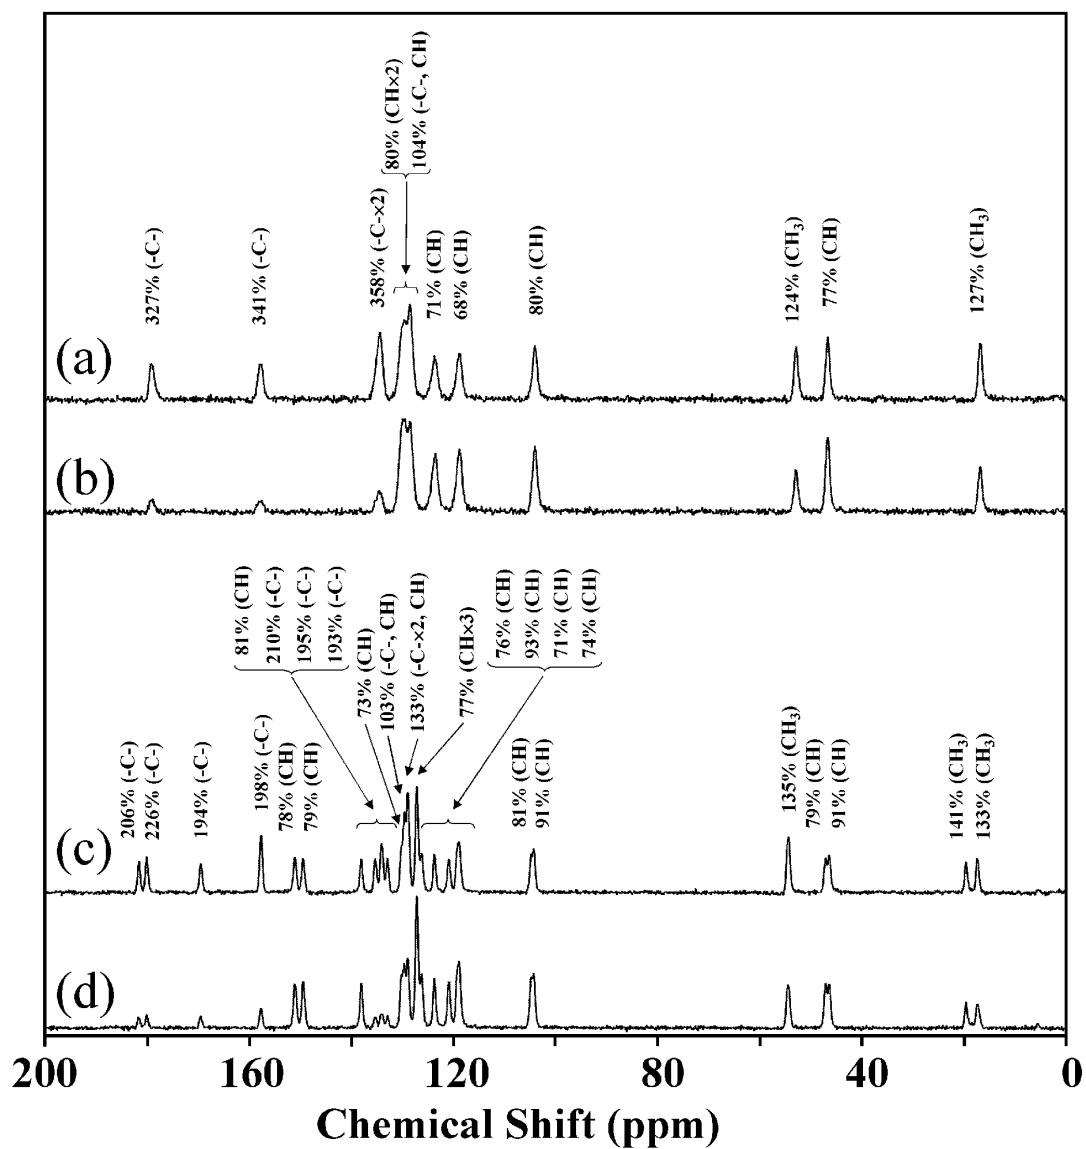 80% (CH×2)
104% (-C-, CH)
327% (-C-)
341% (-C-)
358% (-C-×2)
71% (CH)
68% (CH)
80% (CH)
124% (CH₃)
77% (CH)
127% (CH₃)
(a)
(b)
81% (CH)
210% (-C-)
195% (-C-)
193% (-C-)
73% (CH)
103% (-C-, CH)
133% (-C-×2, CH)
77% (CH×3)
76% (CH)
93% (CH)
71% (CH)
74% (CH)
206% (-C-)
226% (-C-)
194% (-C-)
198% (-C-)
78% (CH)
79% (CH)
81% (CH)
91% (CH)
135% (CH₃)
79% (CH)
91% (CH)
141% (CH₃)
133% (CH₃)
(c)
(d)
200 160 120 80 40 0
Chemical Shift (ppm)